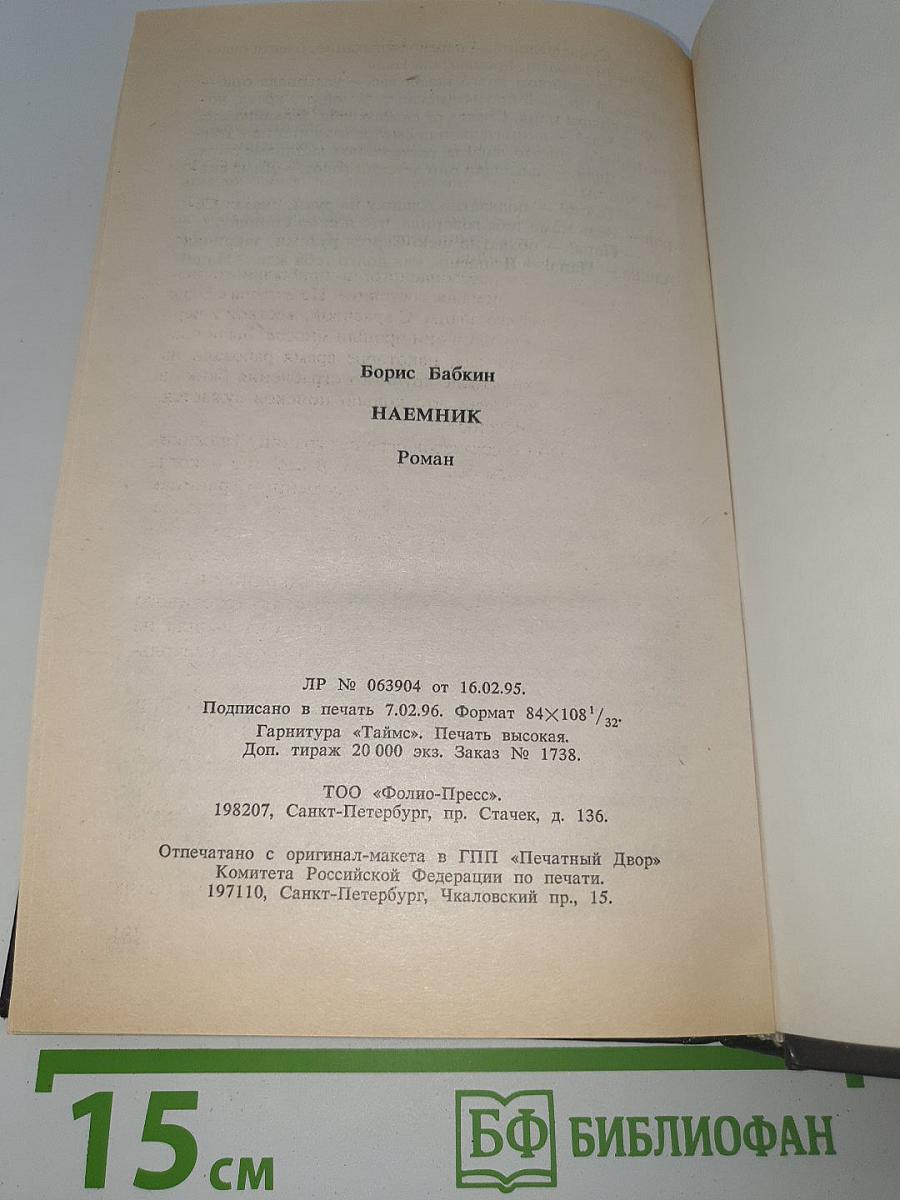 Борис Бабкин
НАЕМНИК
Роман
ЛР № 063904 от 16.02.95.
Подписано в печать 7.02.96. Формат 84×108 1/32.
Гарнитура «Таймс». Печать высокая.
Доп. тираж 20 000 экз. Заказ № 1738.
ТОО «Фолио-Пресс».
198207, Санкт-Петербург, пр. Стачек, д. 136.
Отпечатано с оригинал-макета в ГПП «Печатный Двор»
Комитета Российской Федерации по печати.
197110, Санкт-Петербург, Чкаловский пр., 15.
15 см
БФ БИБЛИОФАН